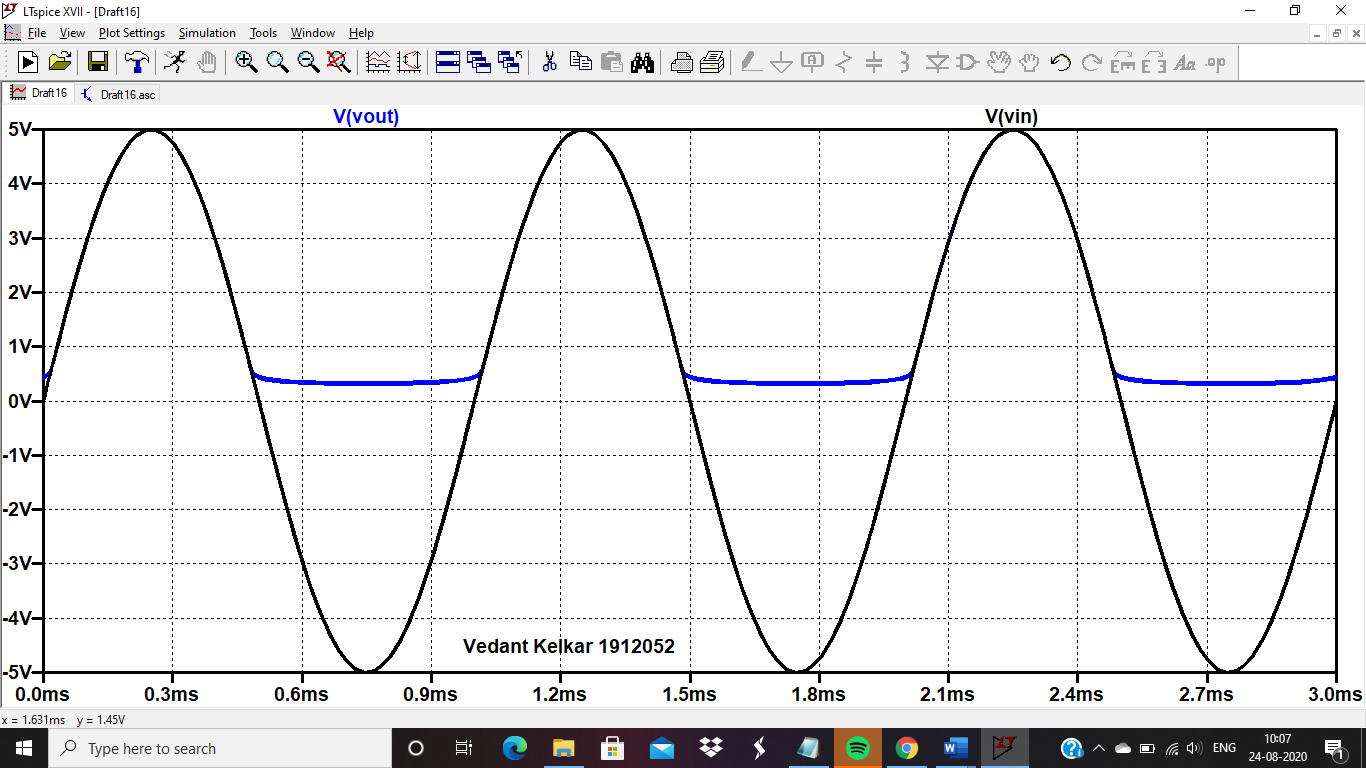 LTspice XVII - [Draft16]
File View Plot Settings Simulation Tools Window Help
Draft16 Draft16.asc
V(vout) V(vin)
5V
4V
3V
2V
1V
0V
-1V
-2V
-3V
-4V
-5V
Vedant Kelkar 1912052
0.0ms 0.3ms 0.6ms 0.9ms 1.2ms 1.5ms 1.8ms 2.1ms 2.4ms 2.7ms 3.0ms
x = 1.631ms y = 1.45V
Type here to search
ENG
10:07
24-08-2020
1